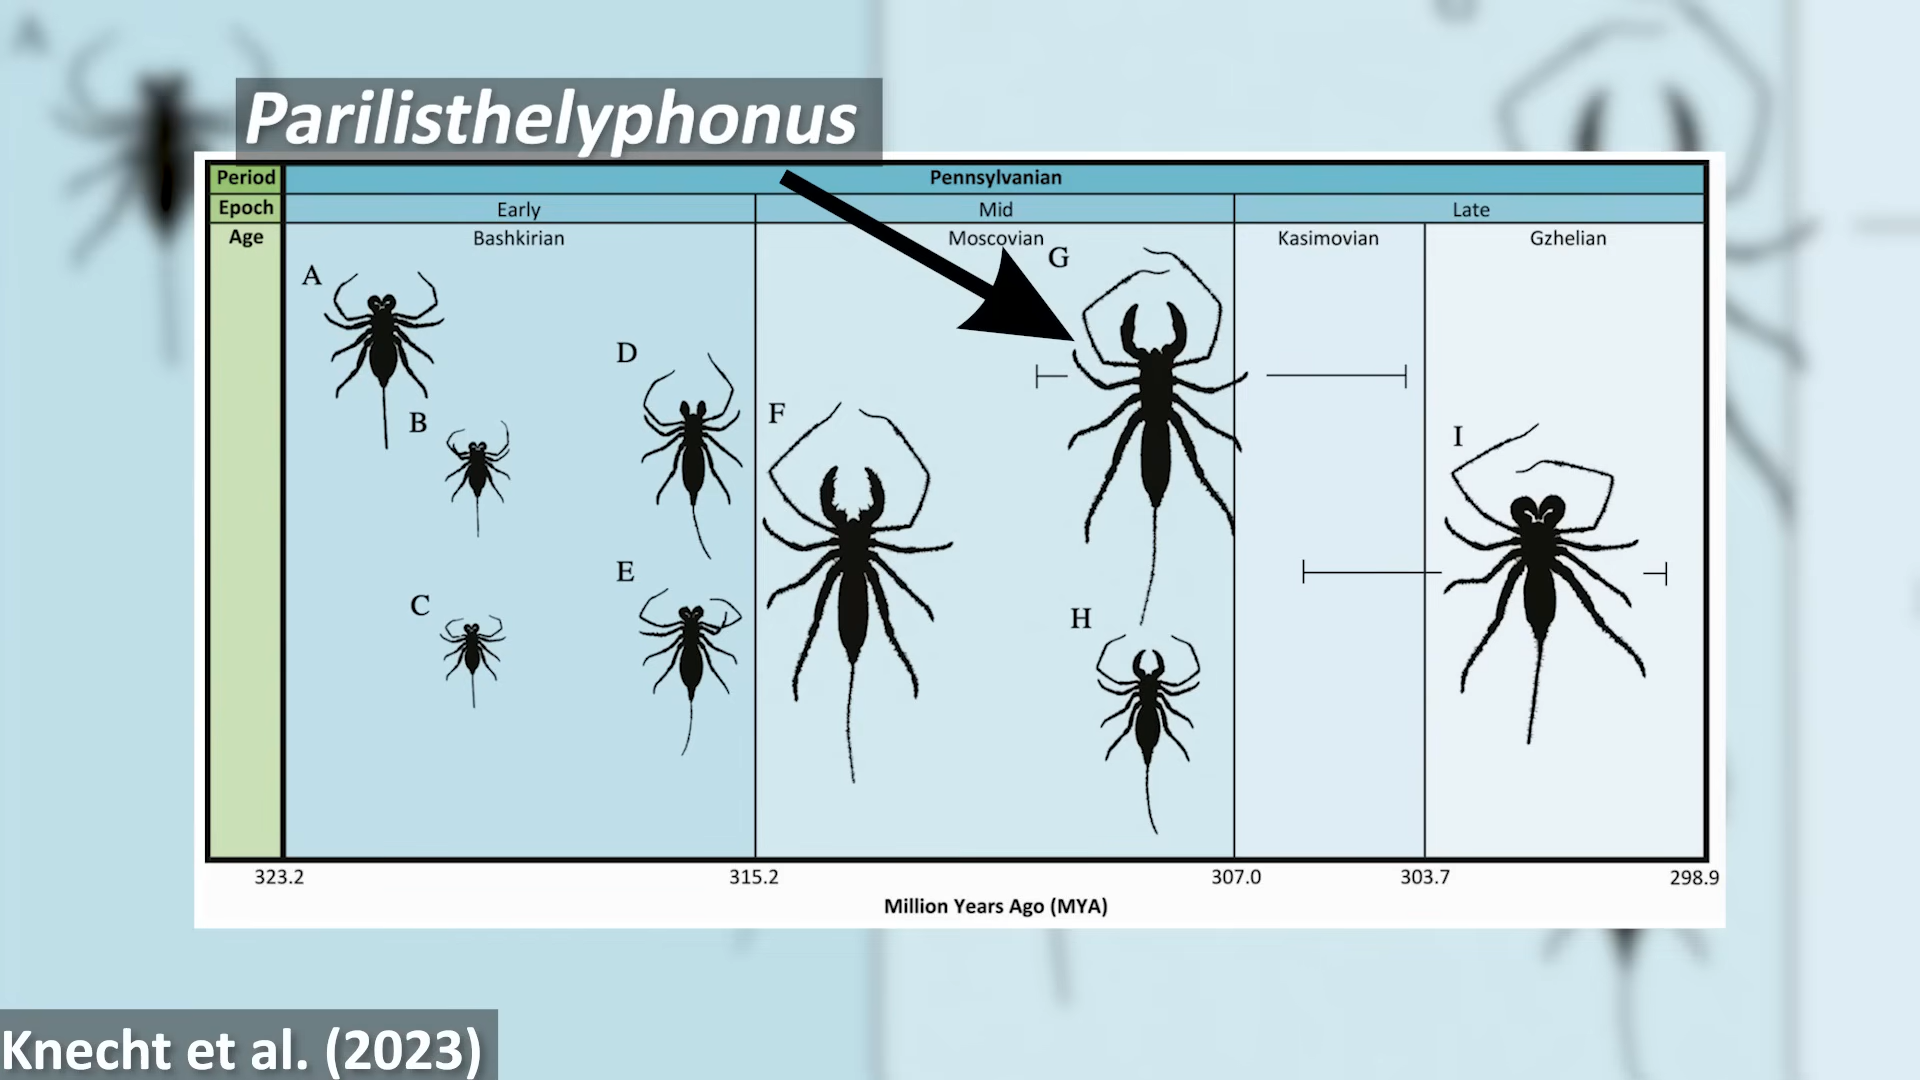 Parilisthelyphonus
Period
Pennsylvanian
Epoch
Early
Mid
Late
Age
Bashkirian
Moscovian
Kasimovian
Gzhelian
A
B
C
D
E
F
G
H
I
323.2
315.2
307.0
303.7
298.9
Million Years Ago (MYA)
Knecht et al. (2023)